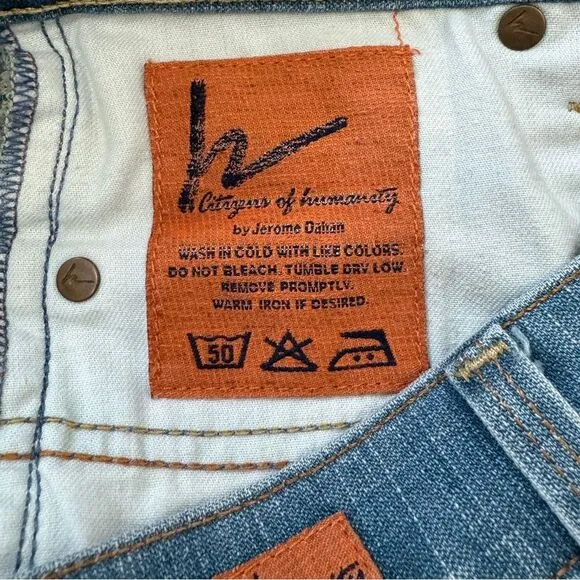 h
Citizens of humanity
by Jerome Dahan
WASH IN COLD WITH LIKE COLORS.
DO NOT BLEACH. TUMBLE DRY LOW.
REMOVE PROMPTLY.
WARM IRON IF DESIRED.
50